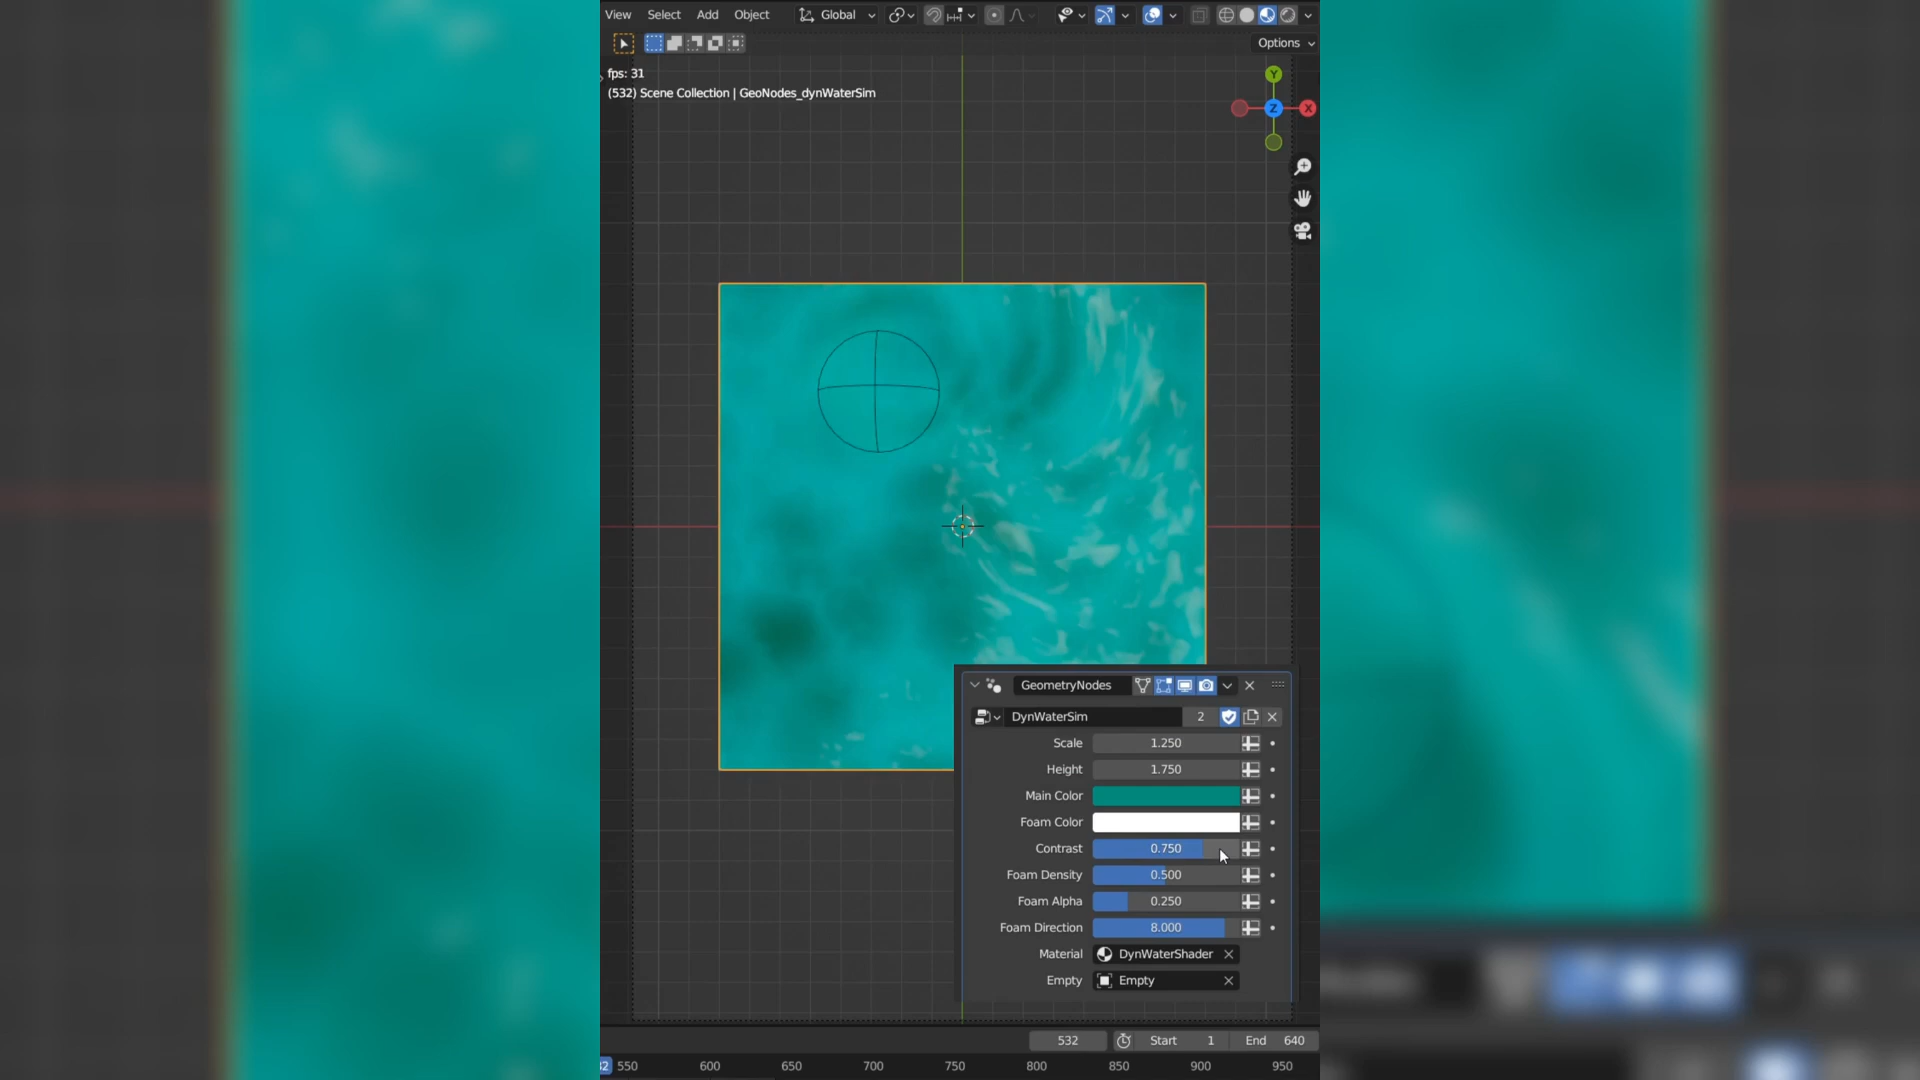 View Select Add Object Global
Options
fps: 31
(532) Scene Collection | GeoNodes_dynWaterSim
Y
Z X
GeometryNodes
DynWaterSim 2
Scale 1.250
Height 1.750
Main Color
Foam Color
Contrast 0.750
Foam Density 0.500
Foam Alpha 0.250
Foam Direction 8.000
Material DynWaterShader
Empty Empty
532 Start 1 End 640
550 600 650 700 750 800 850 900 950